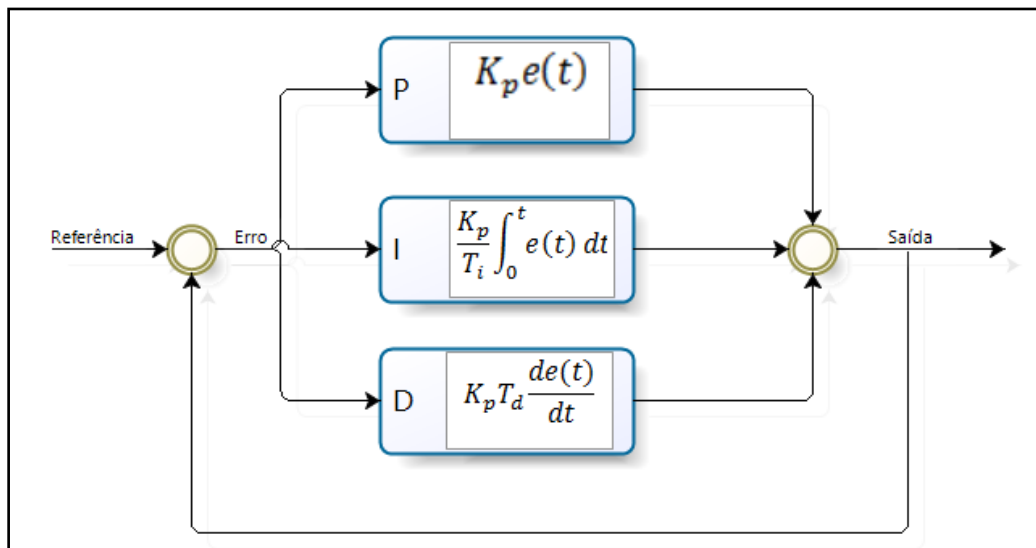 P
$K_p e(t)$
Referência
Erro
I
$\frac{K_p}{T_i} \int_0^t e(t)\,dt$
Saída
D
$K_p T_d \frac{de(t)}{dt}$